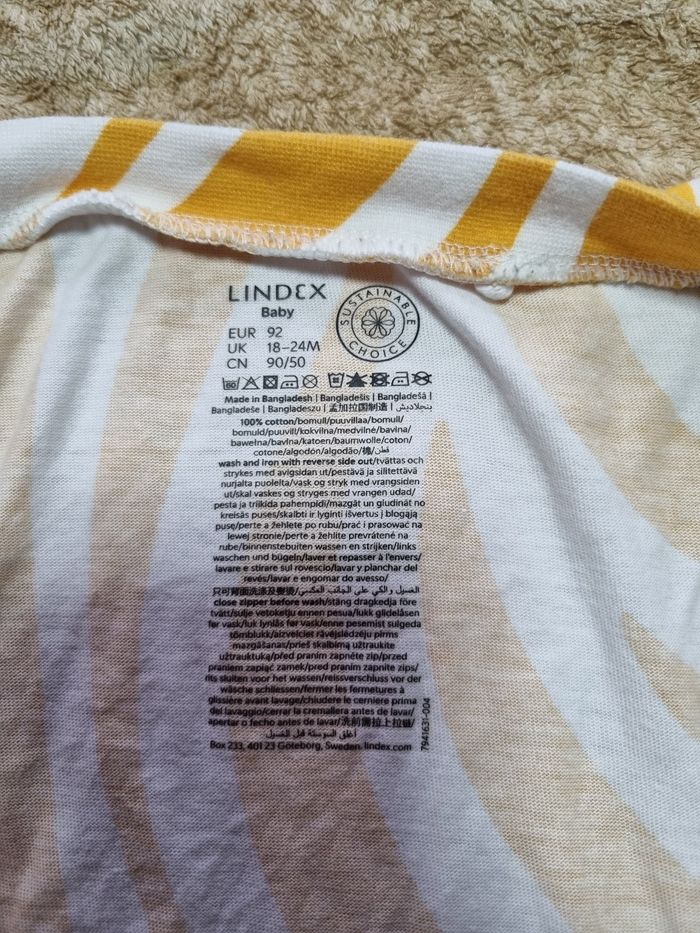 LINDEX
Baby
SUSTAINABLE CHOICE
EUR 92
UK 18-24M
CN 90/50
60
Made in Bangladesh | Bangladešis | Bangladešā |
Bangladeše | Bangladeszu | 孟加拉国制造 | بنجلاديش
100% cotton/bomull/puuvillaa/bomull/
bomuld/puuvill/kokvilna/medvilnė/bavlna/
bawełna/bavlna/katoen/baumwolle/coton/
cotone/algodón/algodão/棉/قطن
wash and iron with reverse side out/tvättas och
strykes med avigsidan ut/pestävä ja silitettävä
nurjalta puolelta/vask og stryk med vrangsiden
ut/skal vaskes og stryges med vrangen udad/
pesta ja triikida pahempidi/mazgāt un gludināt no
kreisās puses/skalbti ir lyginti išvertus į blogąją
pusę/perte a žehlete po rubu/prać i prasować na
lewej stronie/perte a žehlite prevrátené na
rube/binnenstebuiten wassen en strijken/links
waschen und bügeln/laver et repasser à l'envers/
lavare e stirare sul rovescio/lavar y planchar del
revés/lavar e engomar do avesso/
只可背面洗涤及熨烫/الغسيل والكي على الجانب العكسي
close zipper before wash/stäng dragkedja före
tvätt/sulje vetoketju ennen pesua/lukk glidelåsen
før vask/luk lynlås før vask/enne pesemist sulgeda
tõmblukk/aizveliciet rāvējslēdzēju pirms
mazgāšanas/prieš skalbimą užtraukite
užtrauktuką/před praním zapněte zip/przed
praniem zapiąć zamek/pred praním zapnite zips/
rits sluiten voor het wassen/reissverschluss vor der
wäsche schliessen/fermer les fermetures à
glissière avant lavage/chiudere le cerniere prima
del lavaggio/cerrar la cremallera antes de lavar/
apertar o fecho antes de lavar/洗前需拉上拉链/
أغلق السوستة قبل الغسيل
Box 233, 401 23 Göteborg, Sweden. lindex.com
7941631-004